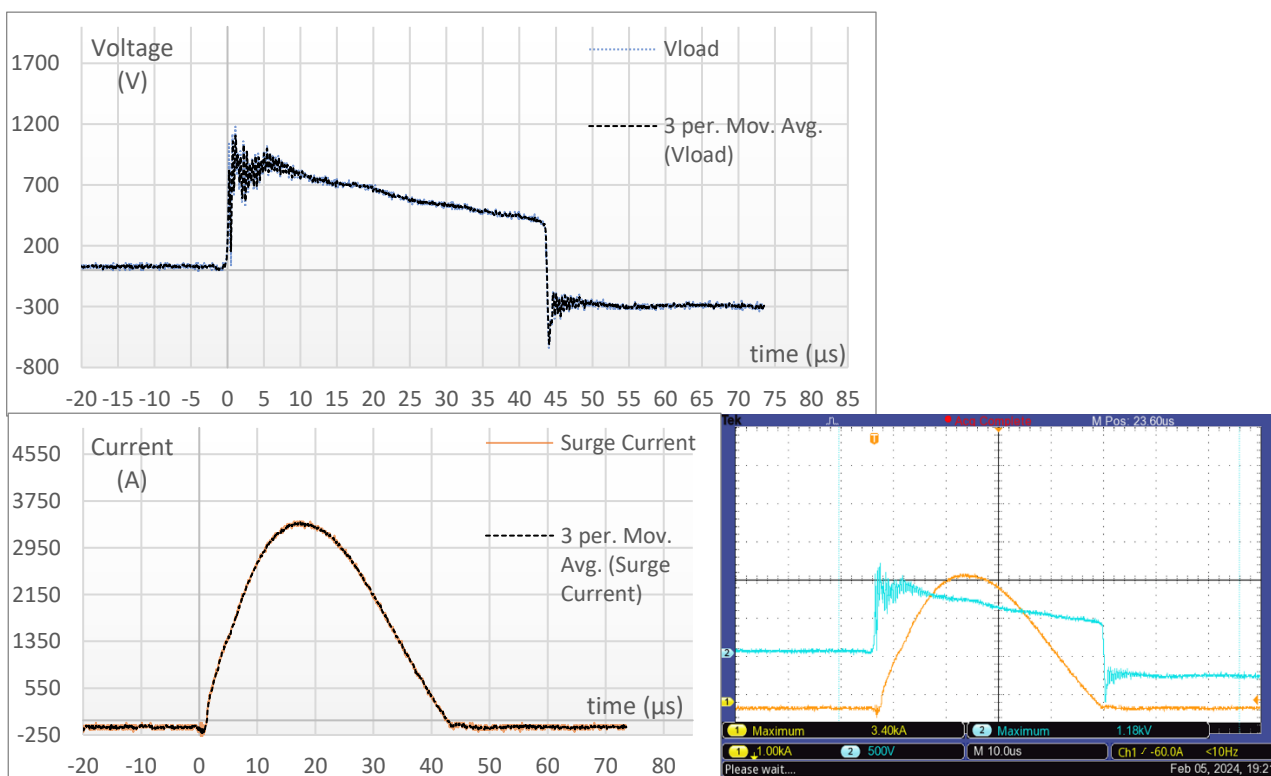 Voltage
(V)
Vload
3 per. Mov. Avg.
(Vload)
1700
1200
700
200
-300
-800
time (µs)
-20 -15 -10 -5 0 5 10 15 20 25 30 35 40 45 50 55 60 65 70 75 80 85
Current
(A)
Surge Current
3 per. Mov.
Avg. (Surge
Current)
4550
3750
2950
2150
1350
550
-250
time (µs)
-20 -10 0 10 20 30 40 50 60 70 80
Tek
M Pos: 23.60us
T
2
1
1 Maximum 3.40kA 2 Maximum 1.18kV
1 1.00kA 2 500V M 10.0us Ch1 -60.0A <10Hz
Please wait.... Feb 05, 2024, 19:21